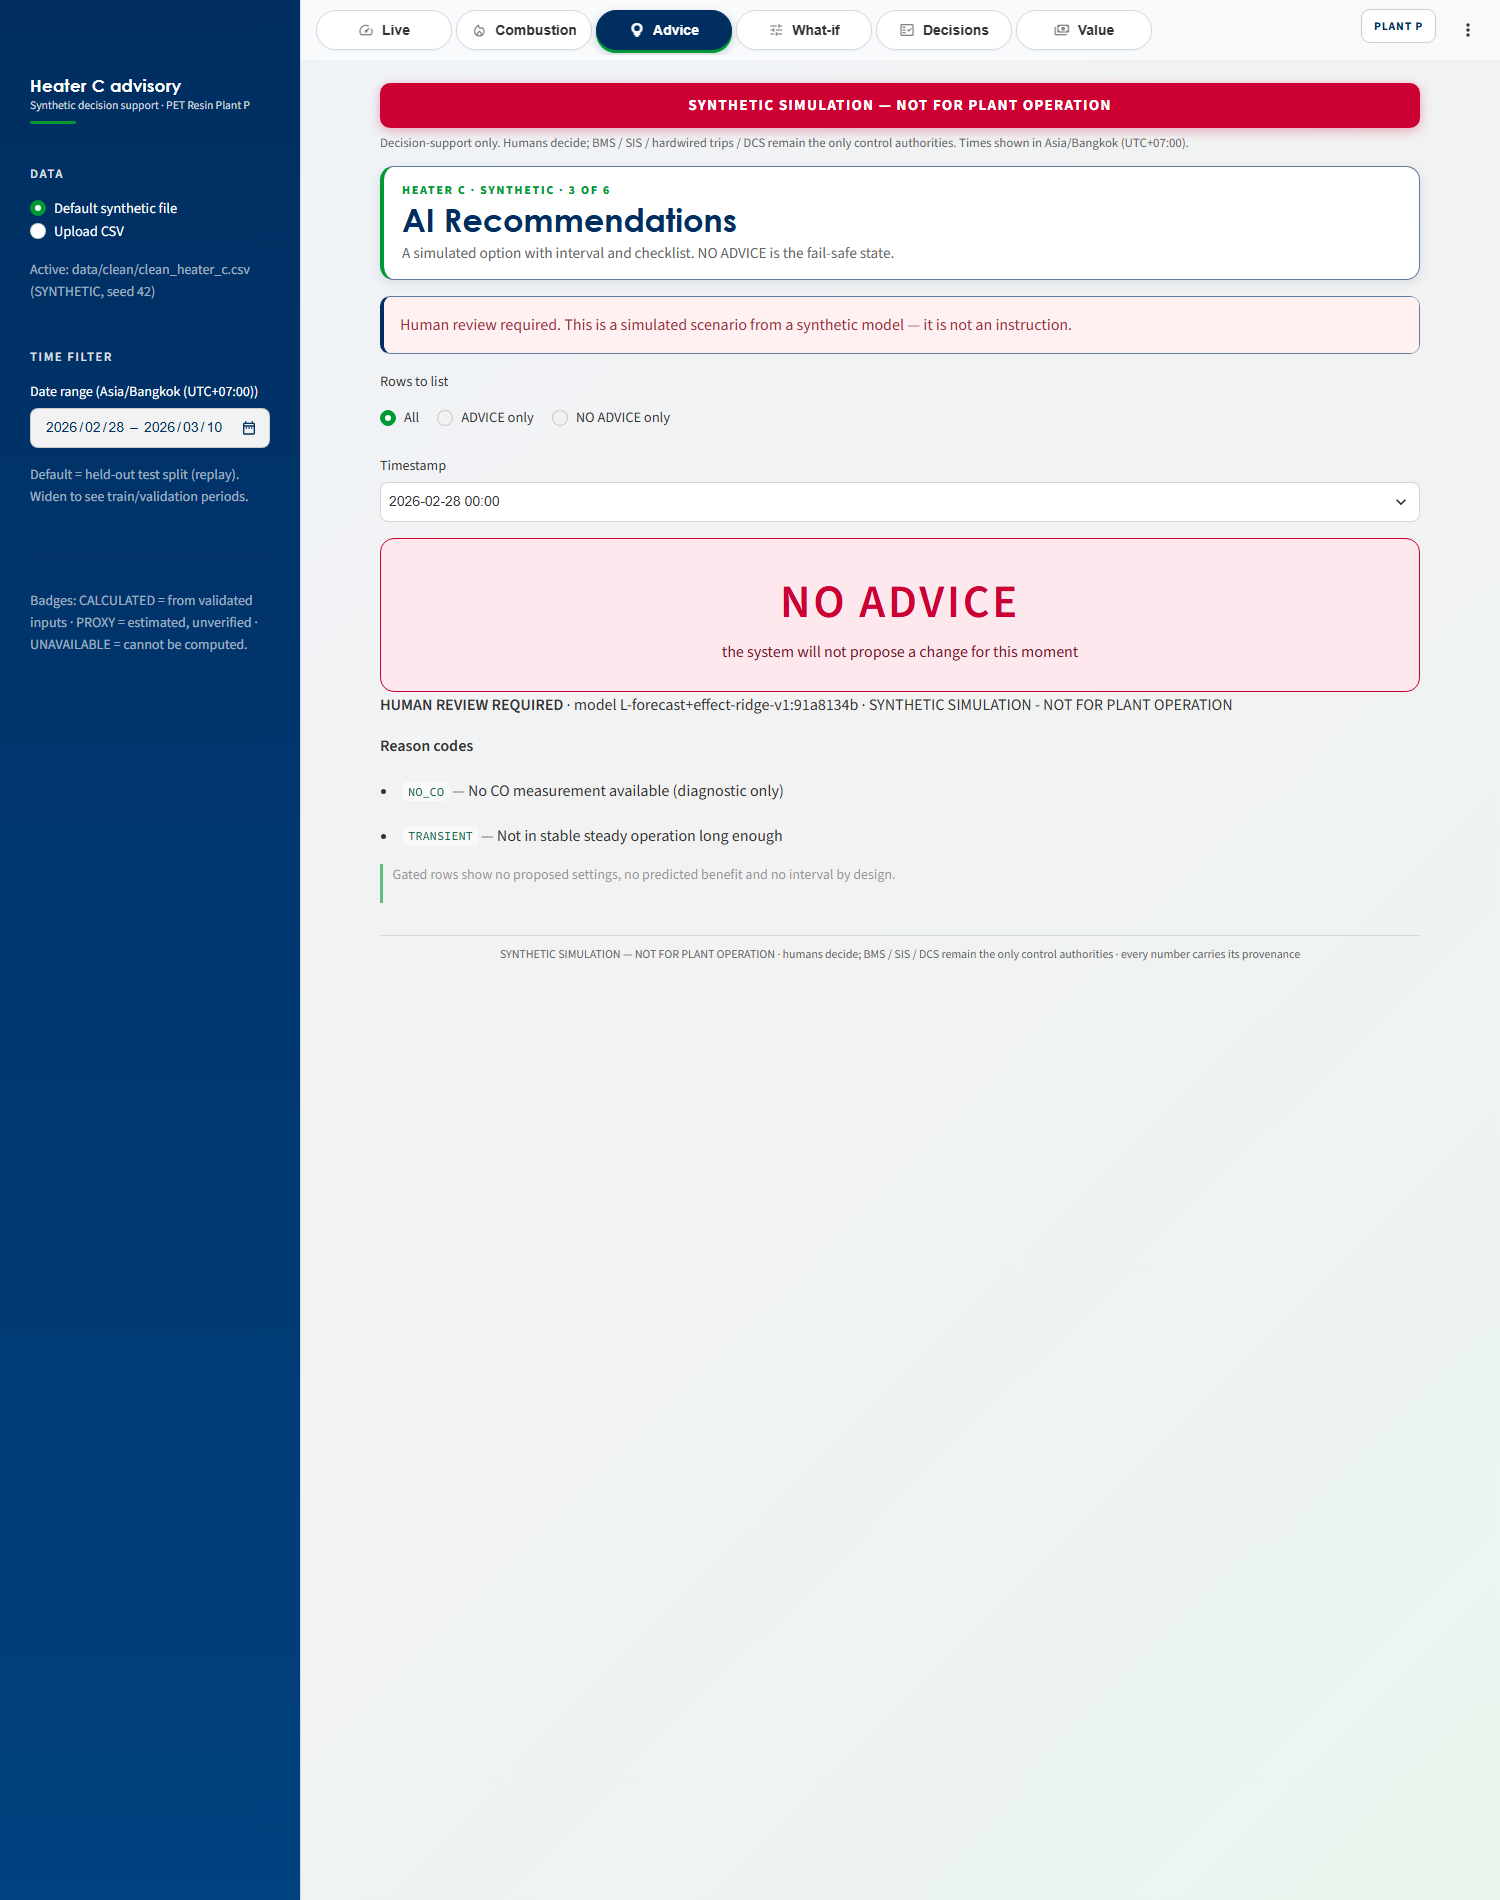 Live
Combustion
Advice
What-if
Decisions
Value
PLANT P
Heater C advisory
Synthetic decision support · PET Resin Plant P
DATA
Default synthetic file
Upload CSV
Active: data/clean/clean_heater_c.csv
(SYNTHETIC, seed 42)
TIME FILTER
Date range (Asia/Bangkok (UTC+07:00))
2026/02/28 – 2026/03/10
Default = held-out test split (replay).
Widen to see train/validation periods.
Badges: CALCULATED = from validated
inputs · PROXY = estimated, unverified ·
UNAVAILABLE = cannot be computed.
SYNTHETIC SIMULATION — NOT FOR PLANT OPERATION
Decision-support only. Humans decide; BMS / SIS / hardwired trips / DCS remain the only control authorities. Times shown in Asia/Bangkok (UTC+07:00).
HEATER C · SYNTHETIC · 3 OF 6
AI Recommendations
A simulated option with interval and checklist. NO ADVICE is the fail-safe state.
Human review required. This is a simulated scenario from a synthetic model — it is not an instruction.
Rows to list
All
ADVICE only
NO ADVICE only
Timestamp
2026-02-28 00:00
NO ADVICE
the system will not propose a change for this moment
HUMAN REVIEW REQUIRED · model L-forecast+effect-ridge-v1:91a8134b · SYNTHETIC SIMULATION - NOT FOR PLANT OPERATION
Reason codes
• NO_CO — No CO measurement available (diagnostic only)
• TRANSIENT — Not in stable steady operation long enough
Gated rows show no proposed settings, no predicted benefit and no interval by design.
SYNTHETIC SIMULATION — NOT FOR PLANT OPERATION · humans decide; BMS / SIS / DCS remain the only control authorities · every number carries its provenance